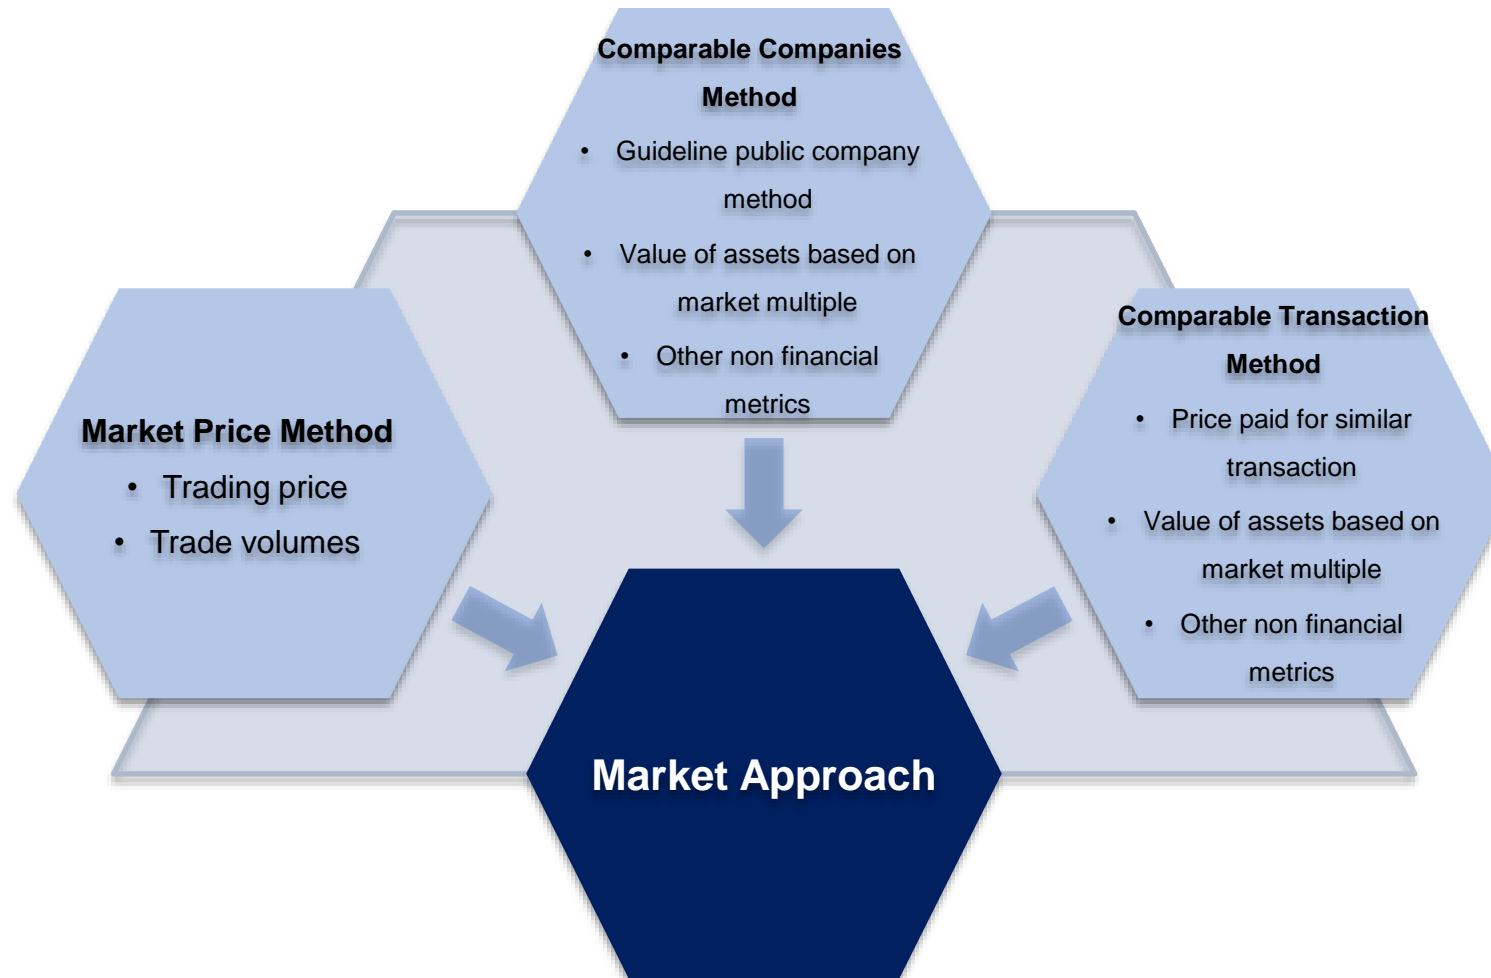 Comparable Companies
Method
• Guideline public company
method
• Value of assets based on
market multiple
• Other non financial
metrics
Market Price Method
• Trading price
• Trade volumes
Comparable Transaction
Method
• Price paid for similar
transaction
• Value of assets based on
market multiple
• Other non financial
metrics
Market Approach